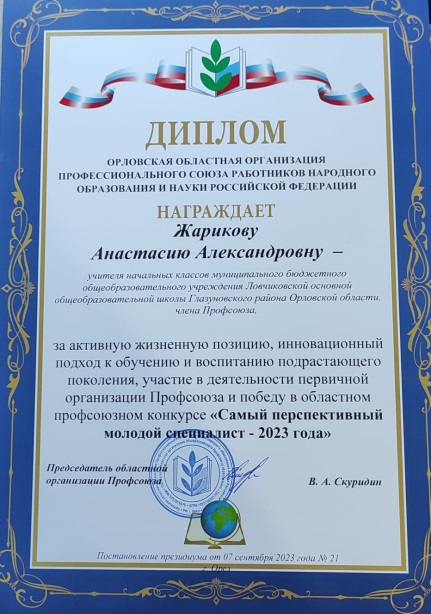 ДИПЛОМ
ОРЛОВСКАЯ ОБЛАСТНАЯ ОРГАНИЗАЦИЯ
ПРОФЕССИОНАЛЬНОГО СОЮЗА РАБОТНИКОВ НАРОДНОГО
ОБРАЗОВАНИЯ И НАУКИ РОССИЙСКОЙ ФЕДЕРАЦИИ
НАГРАЖДАЕТ
Жарикову
Анастасию Александровну –
учителя начальных классов муниципального бюджетного
общеобразовательного учреждения Ловчиковской основной
общеобразовательной школы Глазуновского района Орловской области,
члена Профсоюза,
за активную жизненную позицию, инновационный
подход к обучению и воспитанию подрастающего
поколения, участие в деятельности первичной
организации Профсоюза и победу в областном
профсоюзном конкурсе «Самый перспективный
молодой специалист - 2023 года»
Председатель областной
организации Профсоюза
В. А. Скуридин
Постановление президиума от 07 сентября 2023 года № 21
г. Орел